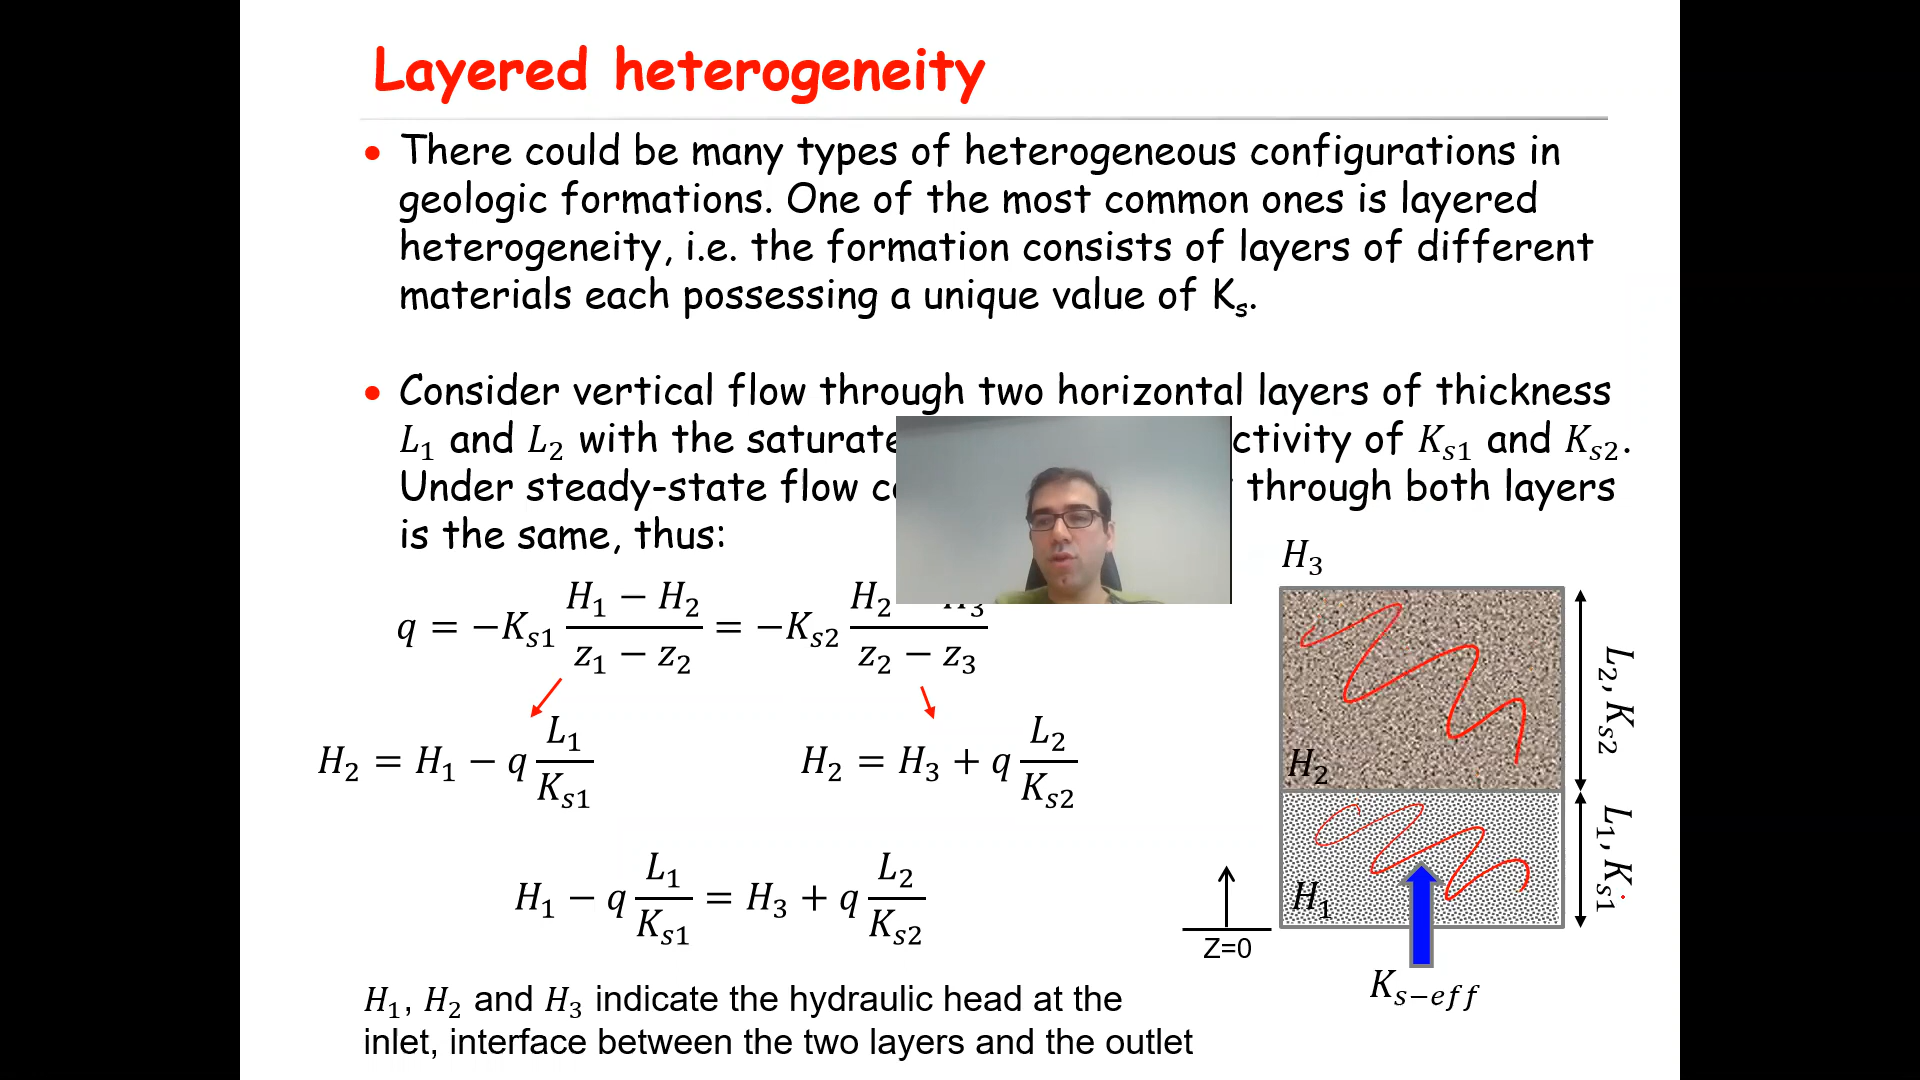 Layered heterogeneity
• There could be many types of heterogeneous configurations in
geologic formations. One of the most common ones is layered
heterogeneity, i.e. the formation consists of layers of different
materials each possessing a unique value of Kₛ.
• Consider vertical flow through two horizontal layers of thickness
L₁ and L₂ with the ctivity of Kₛ₁ and Kₛ₂.
Under steady-state flow through both layers
is the same, thus:
q = −Kₛ₁ (H₁ − H₂)/(z₁ − z₂) = −Kₛ₂ (H₂ − H₃)/(z₂ − z₃)
H₂ = H₁ − q L₁/Kₛ₁
H₂ = H₃ + q L₂/Kₛ₂
H₁ − q L₁/Kₛ₁ = H₃ + q L₂/Kₛ₂
H₁, H₂ and H₃ indicate the hydraulic head at the
inlet, interface between the two layers and the outlet
H₃
H₂
L₂, Kₛ₂
H₁
L₁, Kₛ₁
Z=0
K_{s−eff}